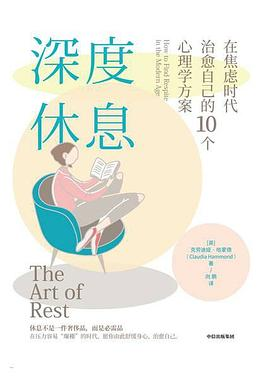 深度
休息
How to Find Respite
in the Modern Age
在焦虑时代
治愈自己的10个
心理学方案
[英]
克劳迪娅·哈蒙德
（Claudia Hammond）
著
向鹏
译
The
Art of
Rest
休息不是一件奢侈品，而是必需品
在压力容易“爆棚”的时代，愿你由此舒缓身心，治愈自己。
中信出版集团